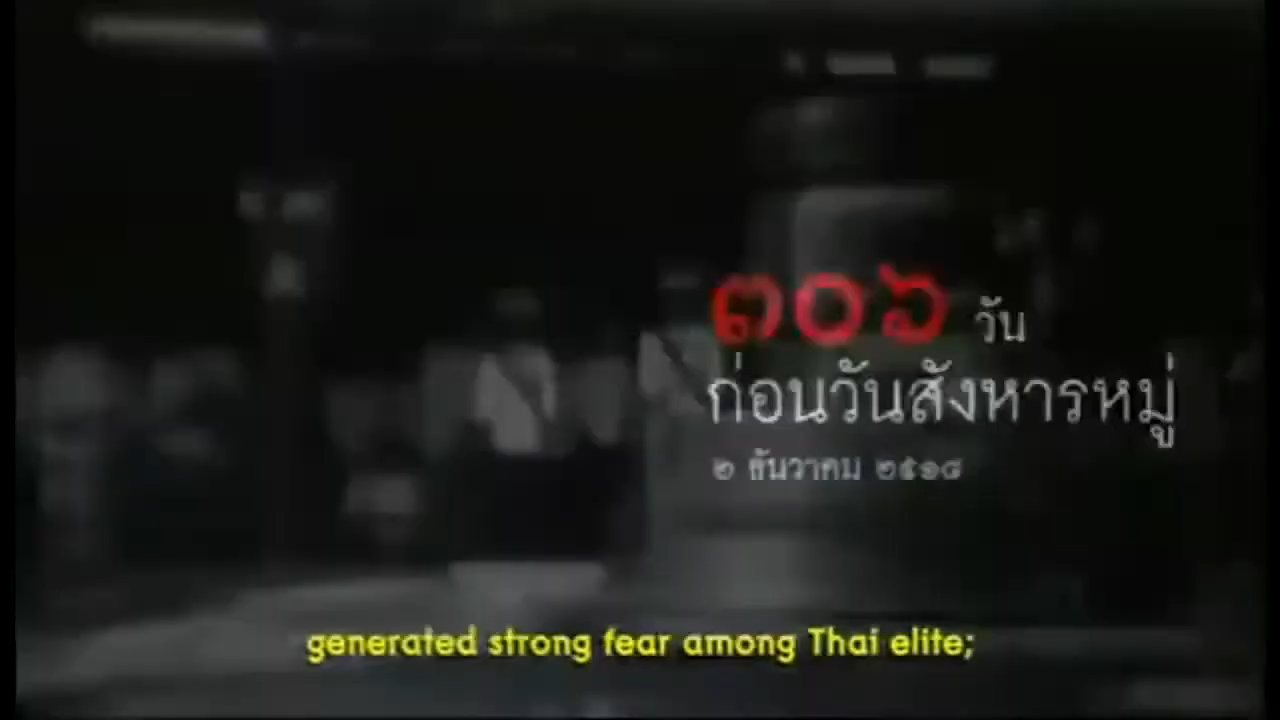 ๓๐๖ วัน
ก่อนวันสังหารหมู่
๒ ธันวาคม ๒๕๑๘
generated strong fear among Thai elite;